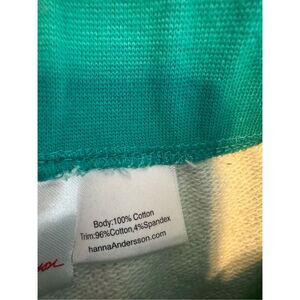 Body:100% Cotton
Trim:96%Cotton,4%Spandex
hannaAndersson.com